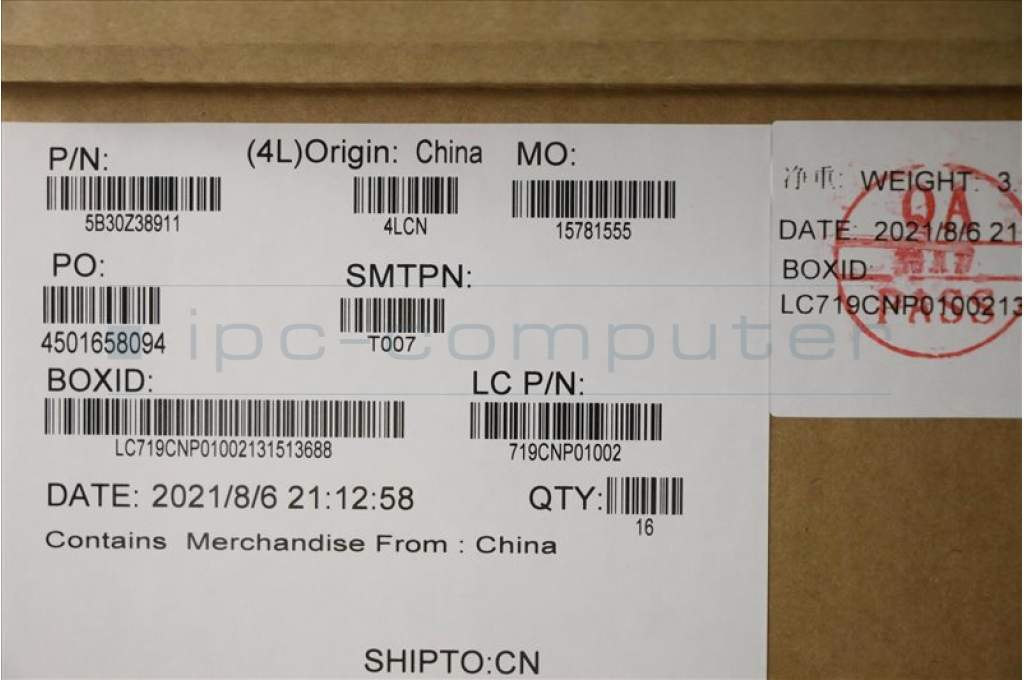 P/N:
5B30Z38911
(4L)Origin: China
4LCN
MO:
15781555
PO:
4501658094
SMTPN:
T007
BOXID:
LC719CNP01002131513688
LC P/N:
719CNP01002
DATE: 2021/8/6 21:12:58
QTY:
16
Contains Merchandise From : China
SHIPTO:CN
净重: WEIGHT: 3.
DATE: 2021/8/6 21
BOXID:
LC719CNP0100213
QA
PASS
ipc-computer